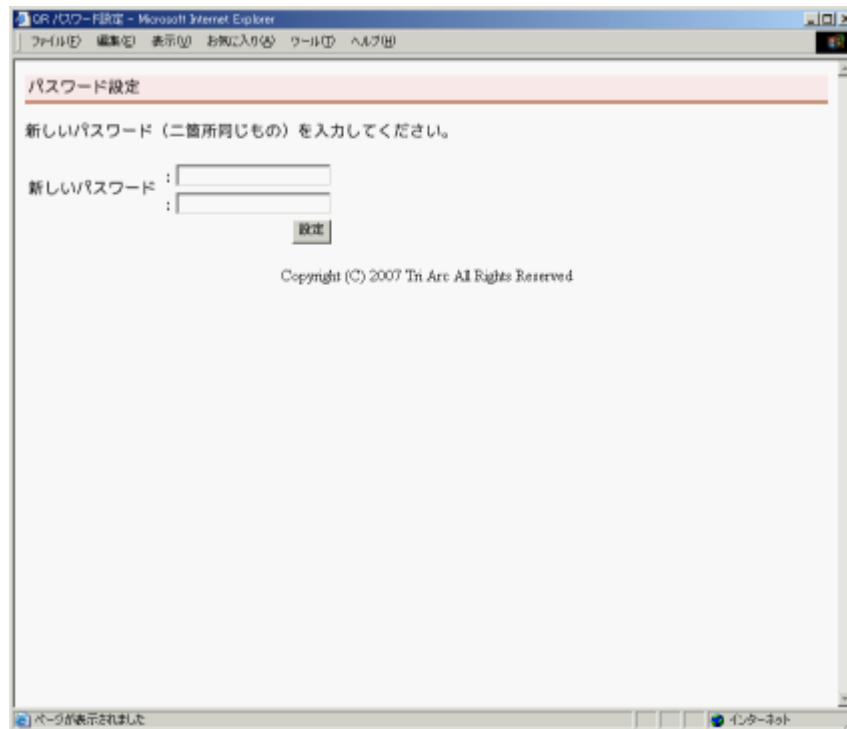 QR パスワード設定 - Microsoft Internet Explorer
ファイル(F) 編集(E) 表示(V) お気に入り(A) ツール(T) ヘルプ(H)
パスワード設定
新しいパスワード（二箇所同じもの）を入力してください。
新しいパスワード :
:
設定
Copyright (C) 2007 Tri Arc All Rights Reserved
ページが表示されました
インターネット